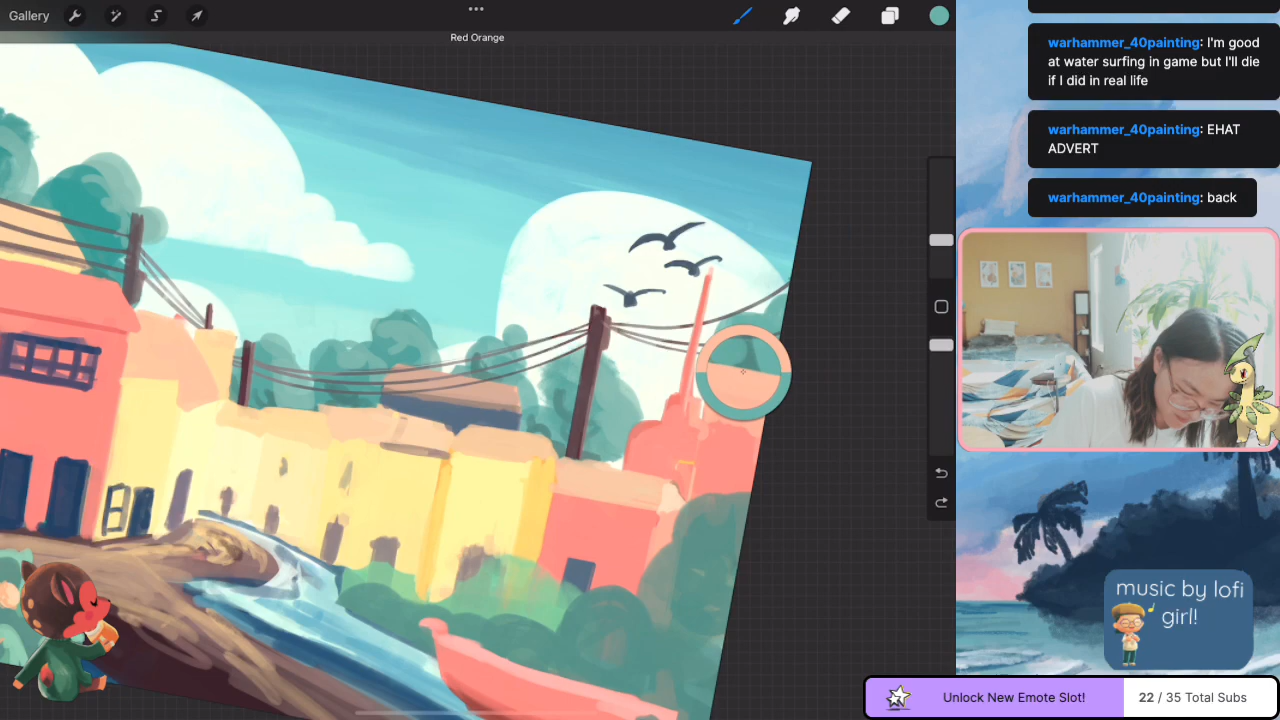 Gallery
Red Orange
warhammer_40painting: I'm good
at water surfing in game but I'll die
if I did in real life
warhammer_40painting: EHAT
ADVERT
warhammer_40painting: back
music by lofi
girl!
Unlock New Emote Slot!
22 / 35 Total Subs